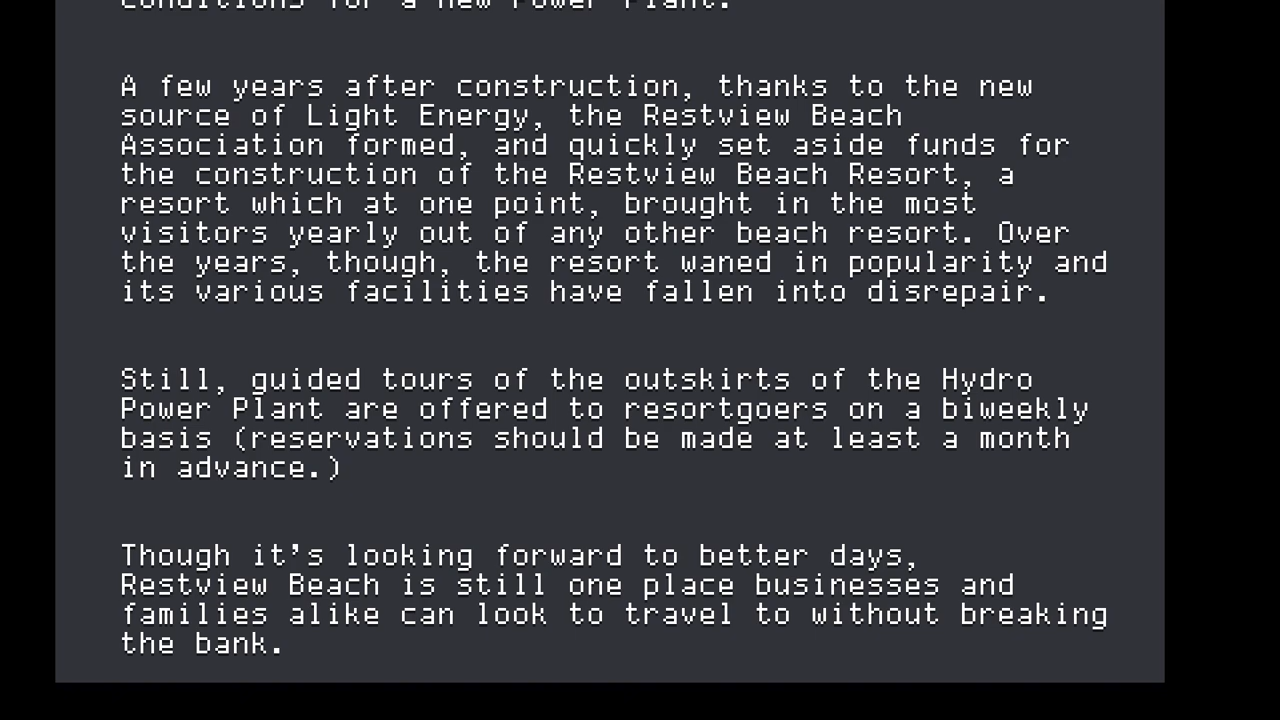 conditions for a new Power Plant.
A few years after construction, thanks to the new
source of Light Energy, the Restview Beach
Association formed, and quickly set aside funds for
the construction of the Restview Beach Resort, a
resort which at one point, brought in the most
visitors yearly out of any other beach resort. Over
the years, though, the resort waned in popularity and
its various facilities have fallen into disrepair.
Still, guided tours of the outskirts of the Hydro
Power Plant are offered to resortgoers on a biweekly
basis (reservations should be made at least a month
in advance.)
Though it's looking forward to better days,
Restview Beach is still one place businesses and
families alike can look to travel to without breaking
the bank.